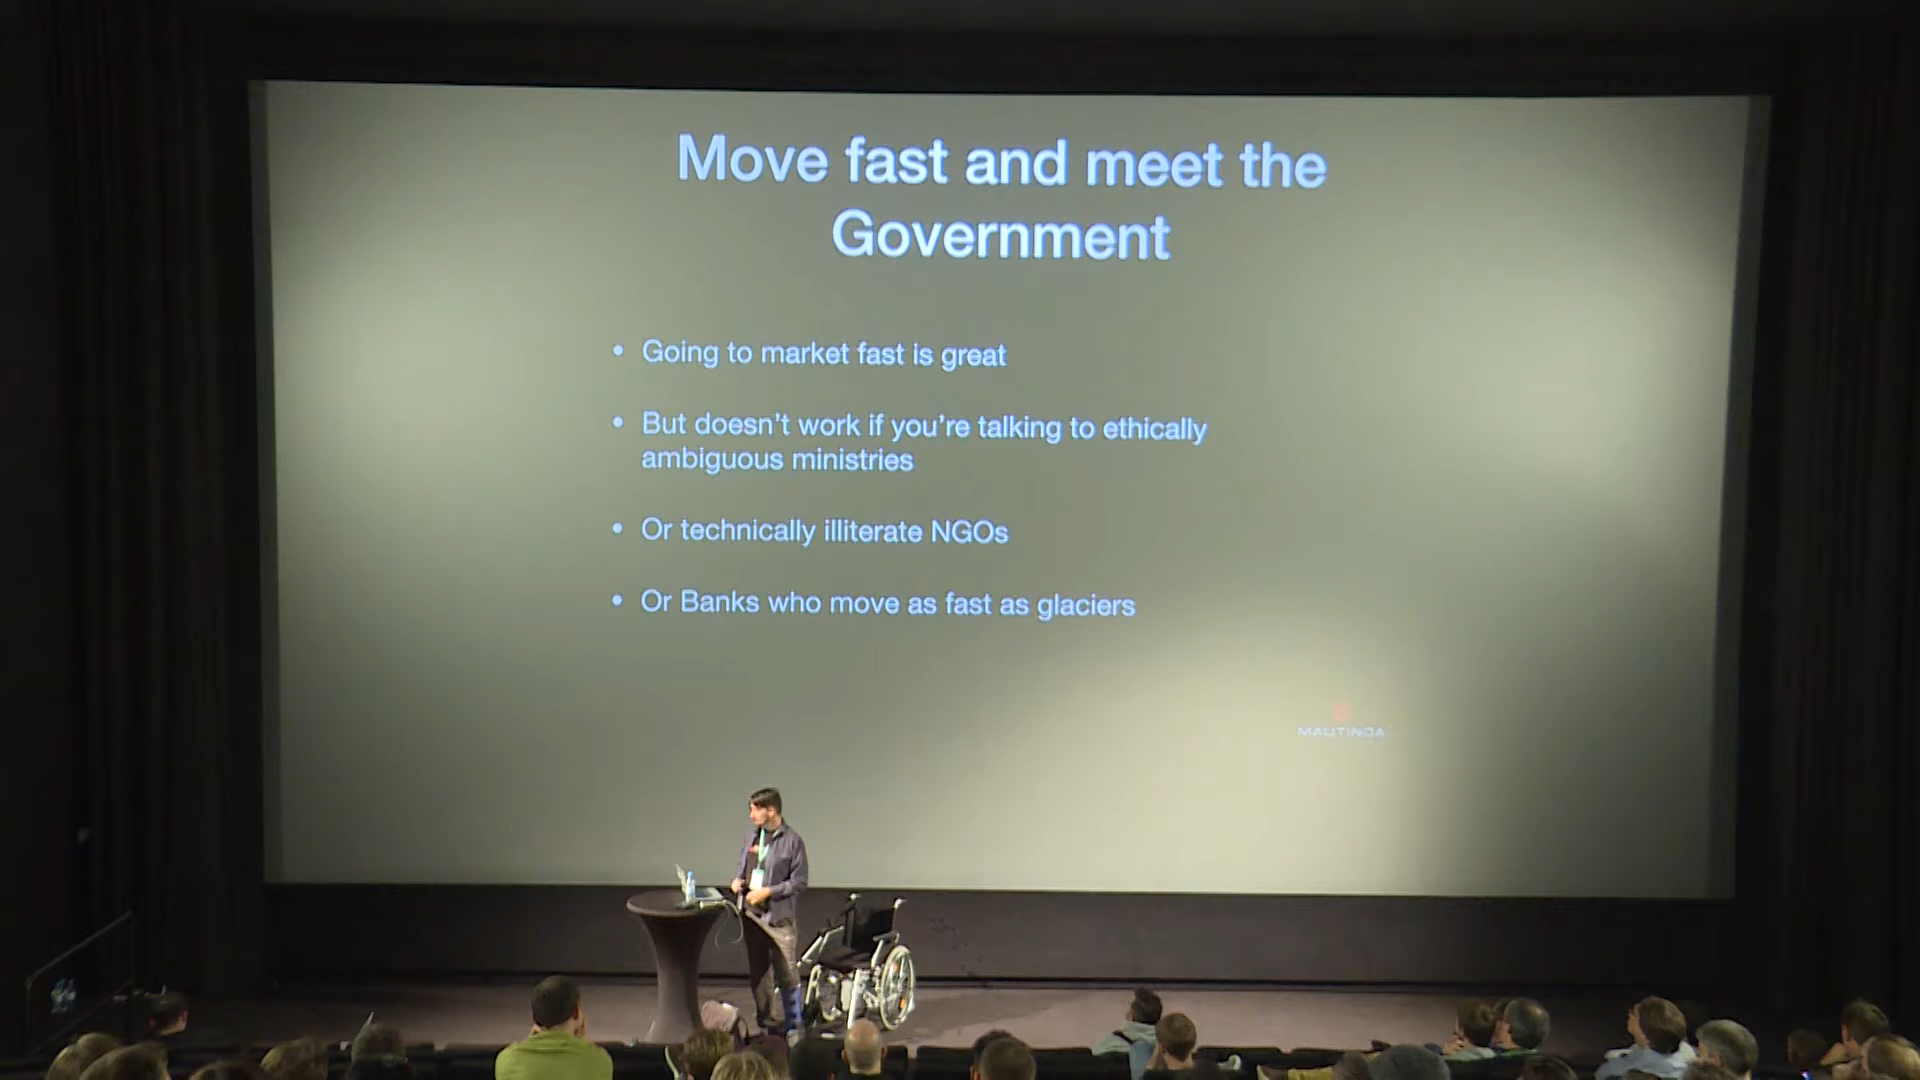 Move fast and meet the
Government
• Going to market fast is great
• But doesn't work if you're talking to ethically
ambiguous ministries
• Or technically illiterate NGOs
• Or Banks who move as fast as glaciers
MAUTINOA